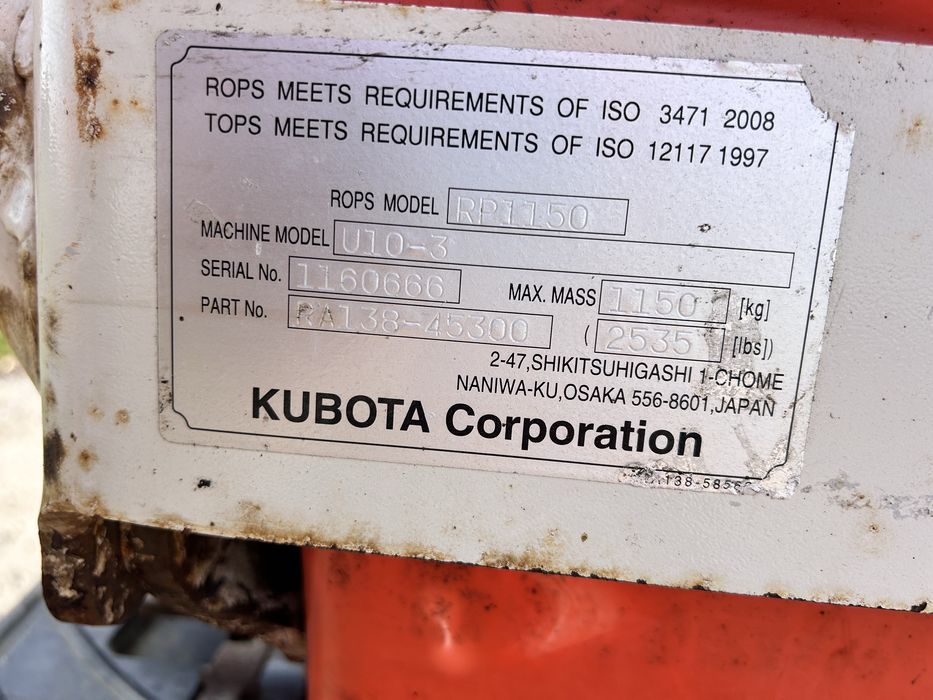 ROPS MEETS REQUIREMENTS OF ISO 3471 2008
TOPS MEETS REQUIREMENTS OF ISO 12117 1997
ROPS MODEL RP1150
MACHINE MODEL U10-3
SERIAL No. 1160666 MAX. MASS 1150 [kg]
PART No. RA138-45300 ( 2535 [lbs])
2-47,SHIKITSUHIGASHI 1-CHOME
NANIWA-KU,OSAKA 556-8601,JAPAN
KUBOTA Corporation